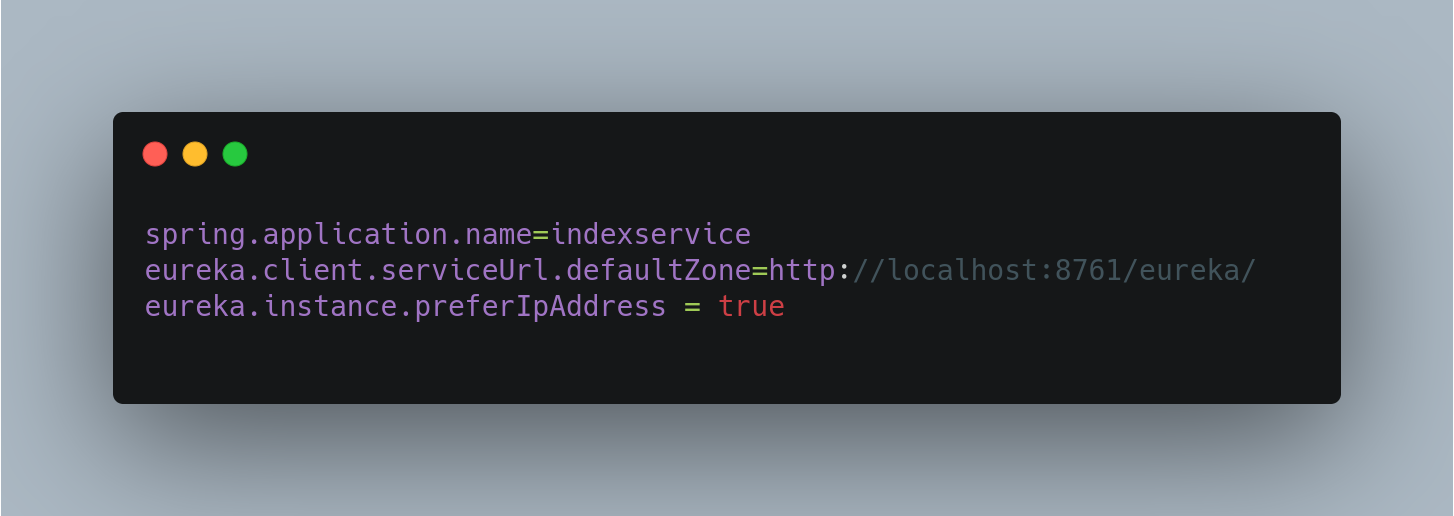 spring.application.name=indexservice
eureka.client.serviceUrl.defaultZone=http://localhost:8761/eureka/
eureka.instance.preferIpAddress = true